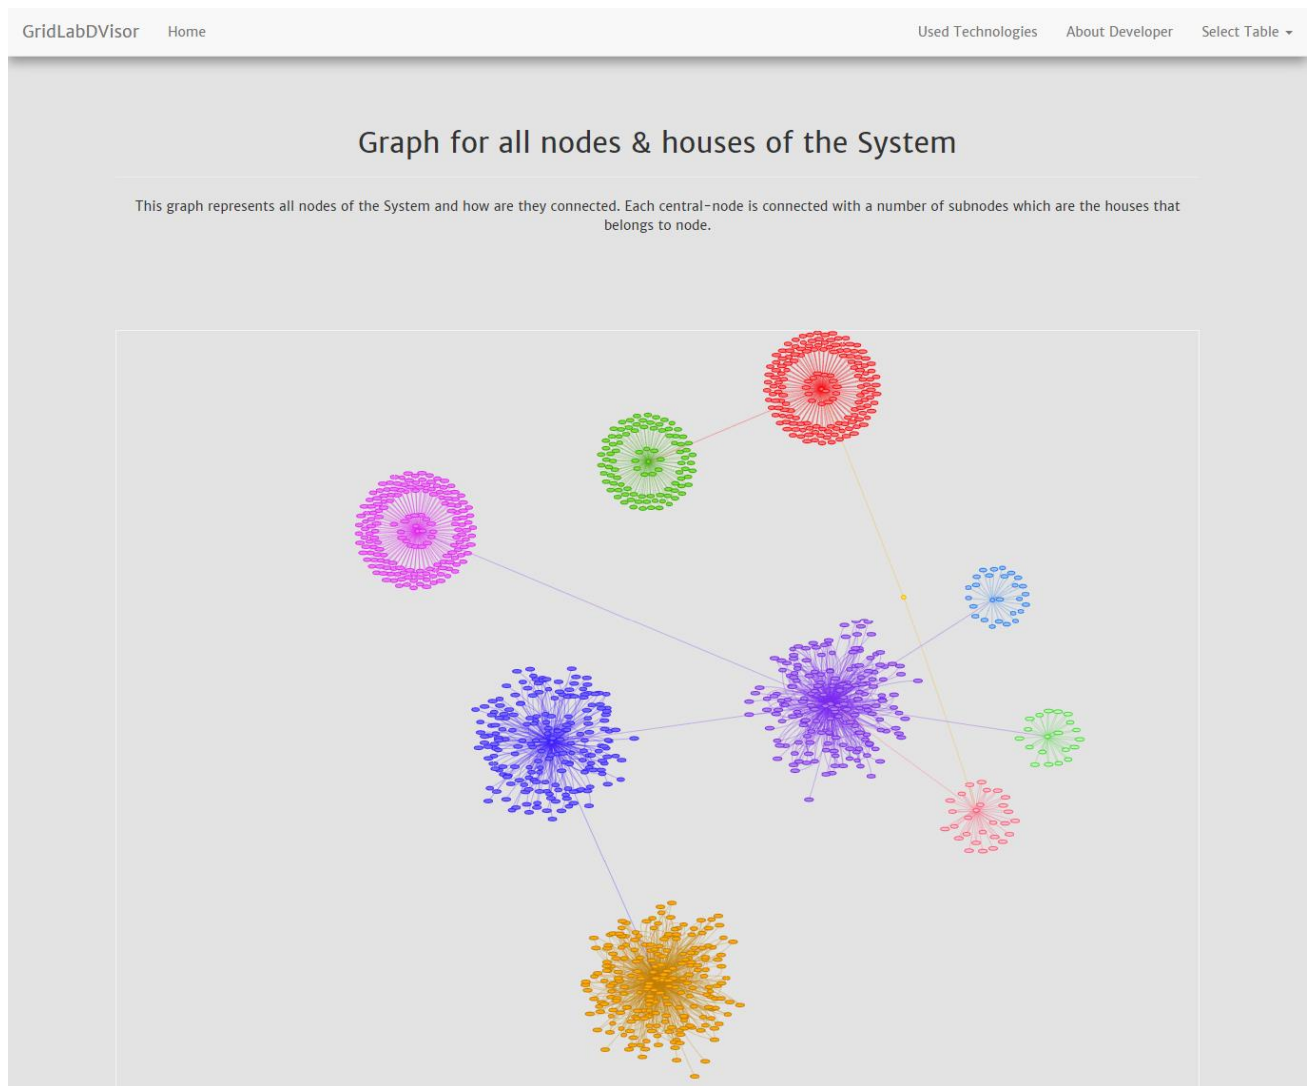 GridLabDVisor Home Used Technologies About Developer Select Table
Graph for all nodes & houses of the System
This graph represents all nodes of the System and how are they connected. Each central-node is connected with a number of subnodes which are the houses that
belongs to node.